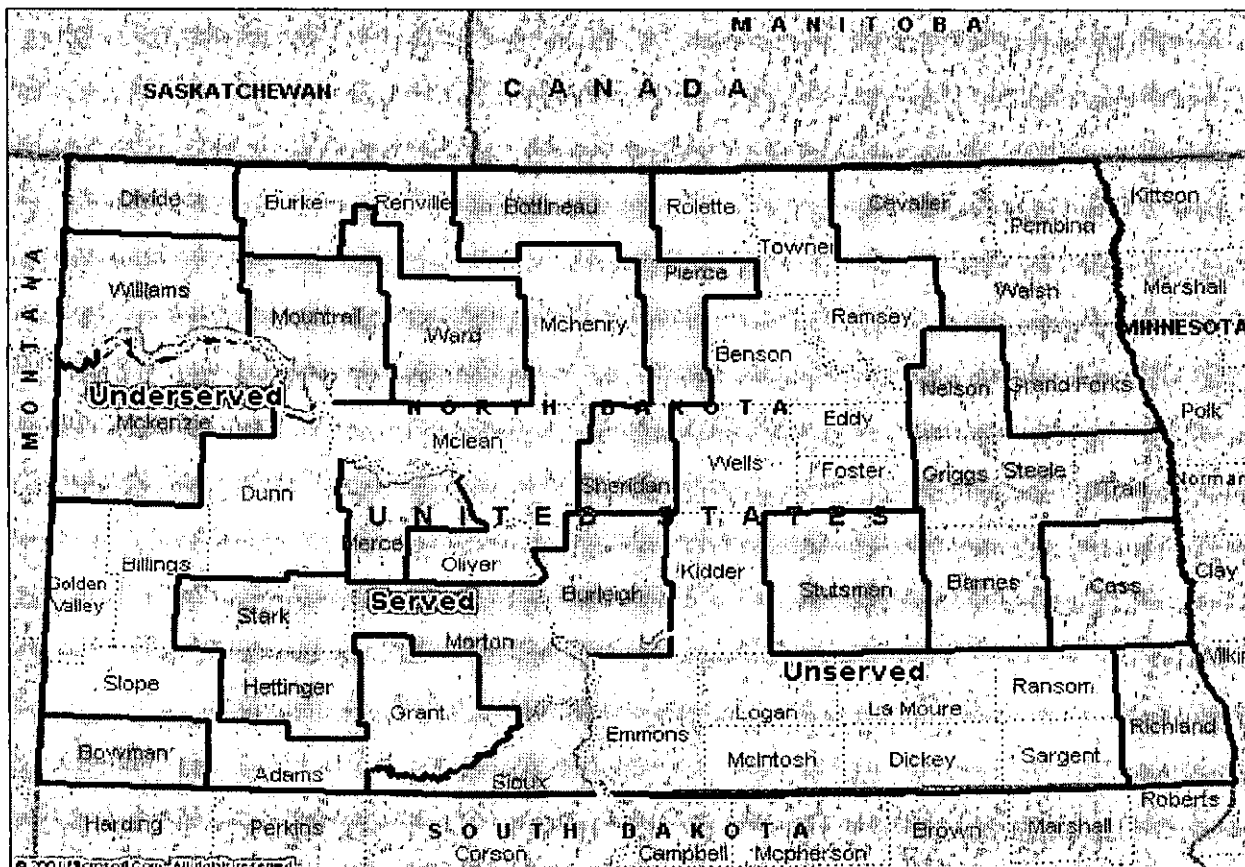 MANITOBA
SASKATCHEWAN
CANADA
Divide
Burke
Renville
Bottineau
Rolette
Towner
Cavalier
Pembina
Kittson
MONTANA
Williams
Mountrail
Ward
Mchenry
Pierce
Benson
Ramsey
Walsh
Marshall
MINNESOTA
Underserved
Mckenzie
NORTH DAKOTA
Nelson
Grand Forks
Polk
Mclean
Sheridan
Wells
Eddy
Foster
Griggs
Steele
Traill
Norman
Dunn
UNITED STATES
Golden
Valley
Billings
Merce
Oliver
Burleigh
Kidder
Stutsman
Barnes
Cass
Clay
Stark
Served
Morton
Unserved
Wilkin
Slope
Hettinger
Grant
Emmons
Logan
La Moure
Ransom
Richland
Bowman
Adams
Sioux
McIntosh
Dickey
Sargent
Roberts
Harding
Perkins
SOUTH DAKOTA
Corson
Campbell
Mcpherson
Brown
Marshall